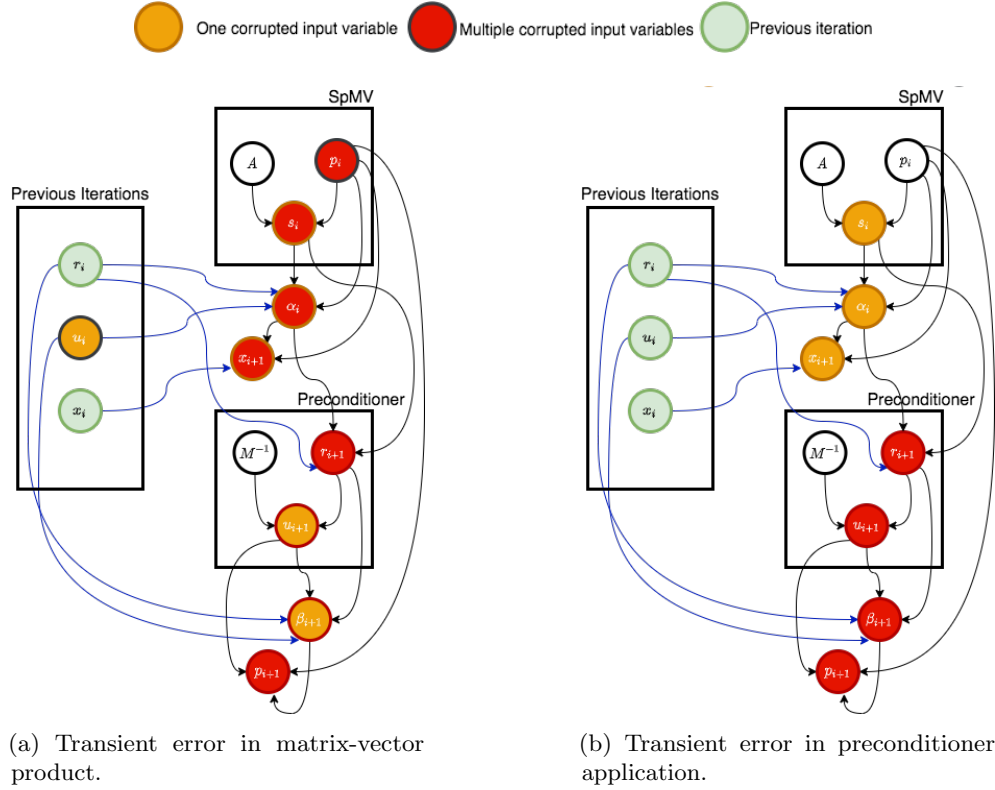 One corrupted input variable
Multiple corrupted input variables
Previous iteration
SpMV
A
p_i
s_i
Previous Iterations
r_i
u_i
x_i
α_i
x_{i+1}
Preconditioner
M^{-1}
r_{i+1}
u_{i+1}
β_{i+1}
p_{i+1}
(a) Transient error in matrix-vector
product.
SpMV
A
p_i
s_i
Previous Iterations
r_i
u_i
x_i
α_i
x_{i+1}
Preconditioner
M^{-1}
r_{i+1}
u_{i+1}
β_{i+1}
p_{i+1}
(b) Transient error in preconditioner
application.